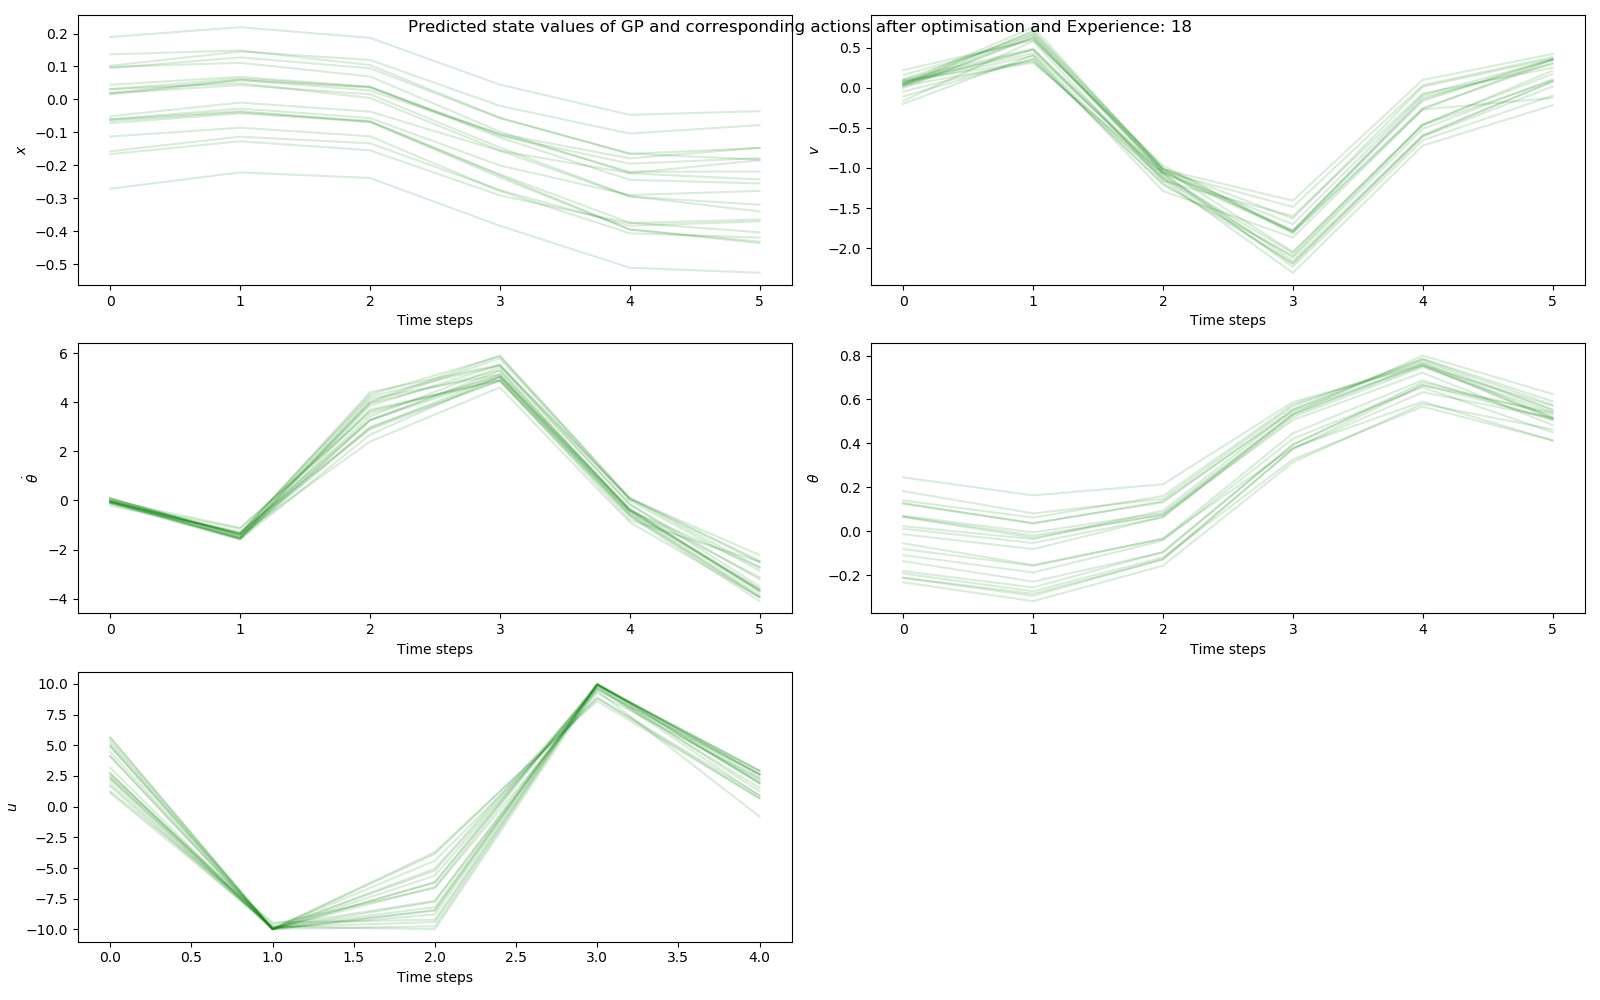 Predicted state values of GP and corresponding actions after optimisation and Experience: 18
0.2
0.1
0.0
−0.1
−0.2
−0.3
−0.4
−0.5
x
0 1 2 3 4 5
Time steps
0.5
0.0
−0.5
−1.0
−1.5
−2.0
v
0 1 2 3 4 5
Time steps
6
4
2
0
−2
−4
θ̇
0 1 2 3 4 5
Time steps
0.8
0.6
0.4
0.2
0.0
−0.2
θ
0 1 2 3 4 5
Time steps
10.0
7.5
5.0
2.5
0.0
−2.5
−5.0
−7.5
−10.0
u
0.0 0.5 1.0 1.5 2.0 2.5 3.0 3.5 4.0
Time steps